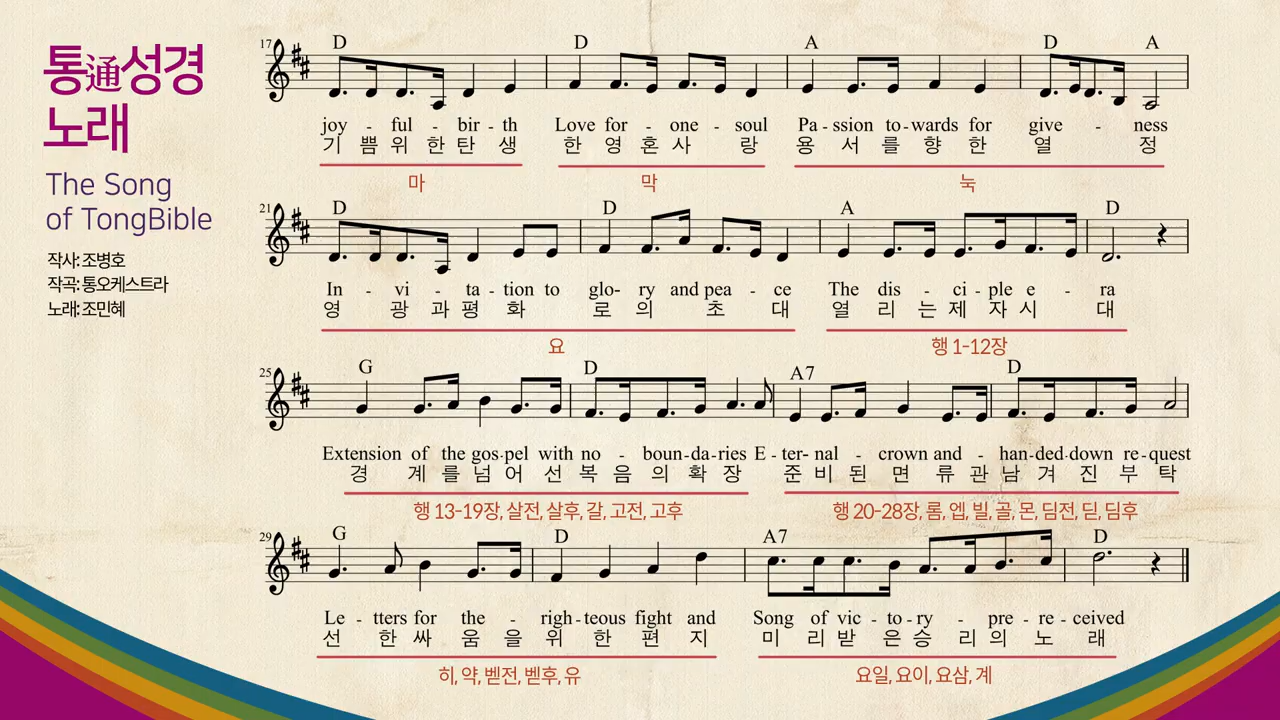 통通성경
노래
The Song
of TongBible
작사: 조병호
작곡: 통오케스트라
노래: 조민혜
17 D D A D A
joy - ful - bir - th Love for - one - soul Pa - ssion to - wards for give - ness
기 쁨 위 한 탄 생 한 영 혼 사 랑 용 서 를 향 한 열 정
마 막 눅
21 D D A D
In - vi - ta - tion to glo- ry and pea - ce The dis - ci - ple e - ra
영 광 과 평 화 로 의 초 대 열 리 는 제 자 시 대
요 행 1-12장
25 G D A7 D
Extension of the gos - pel with no - boun - da - ries E - ter- nal - crown and - han - ded - down re - quest
경 계 를 넘 어 선 복 음 의 확 장 준 비 된 면 류 관 남 겨 진 부 탁
행 13-19장, 살전, 살후, 갈, 고전, 고후 행 20-28장, 롬, 엡, 빌, 골, 몬, 딤전, 딛, 딤후
29 G D A7 D
Le - tters for the - righ - teous fight and Song of vic - to - ry - pre - re - ceived
선 한 싸 움 을 위 한 편 지 미 리 받 은 승 리 의 노 래
히, 약, 벧전, 벧후, 유 요일, 요이, 요삼, 계